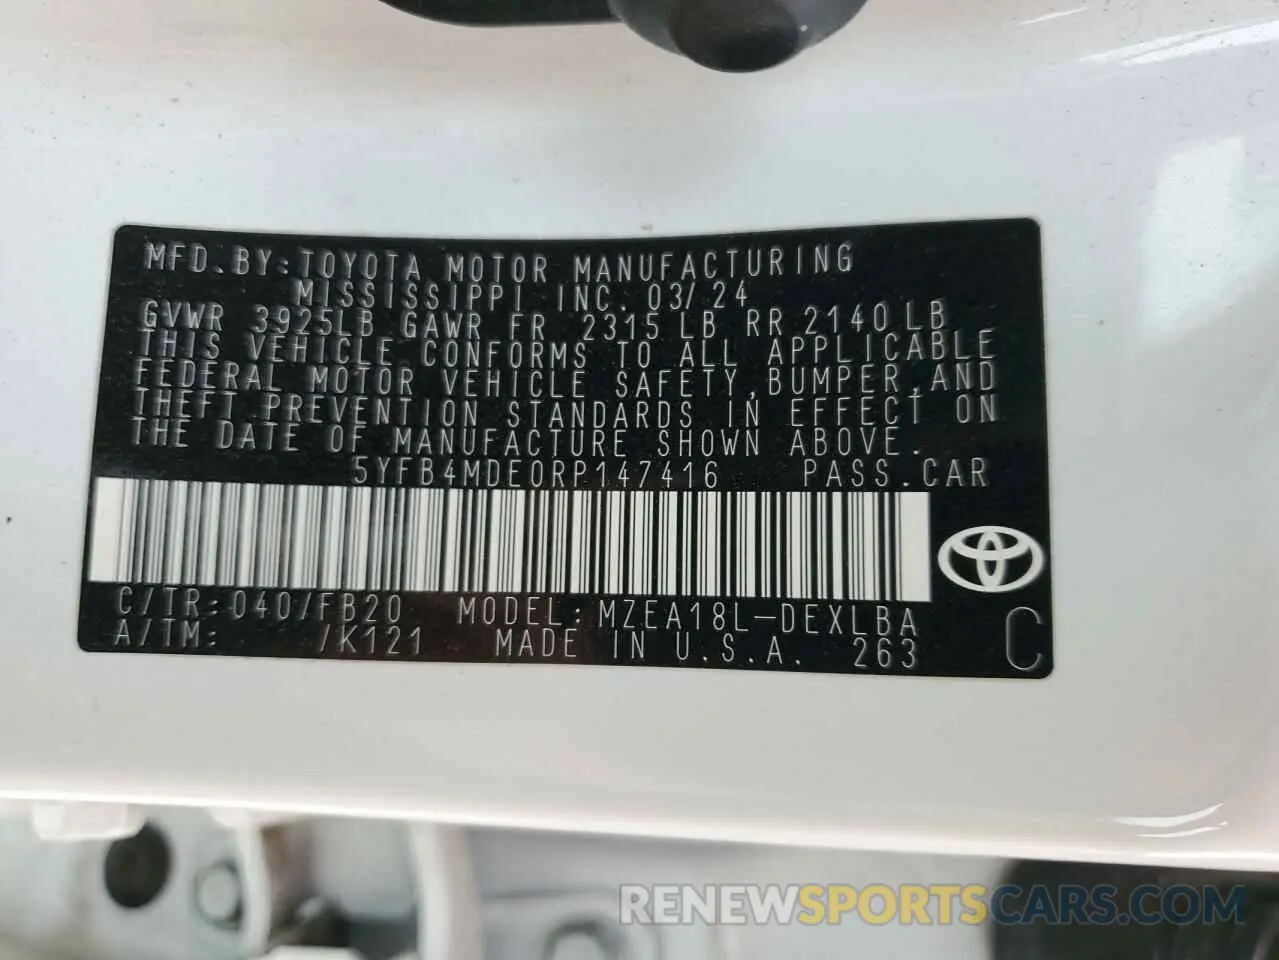 MFD.BY:TOYOTA MOTOR MANUFACTURING
MISSISSIPPI INC. 03/24
GVWR 3925LB GAWR FR 2315 LB RR 2140 LB
THIS VEHICLE CONFORMS TO ALL APPLICABLE
FEDERAL MOTOR VEHICLE SAFETY,BUMPER,AND
THEFT PREVENTION STANDARDS IN EFFECT ON
THE DATE OF MANUFACTURE SHOWN ABOVE.
5YFB4MDE0RP147416 PASS.CAR
C/TR:040/FB20 MODEL:MZEA18L-DEXLBA
A/TM: /K121 MADE IN U.S.A. 263 C
RENEWSPORTSCARS.COM